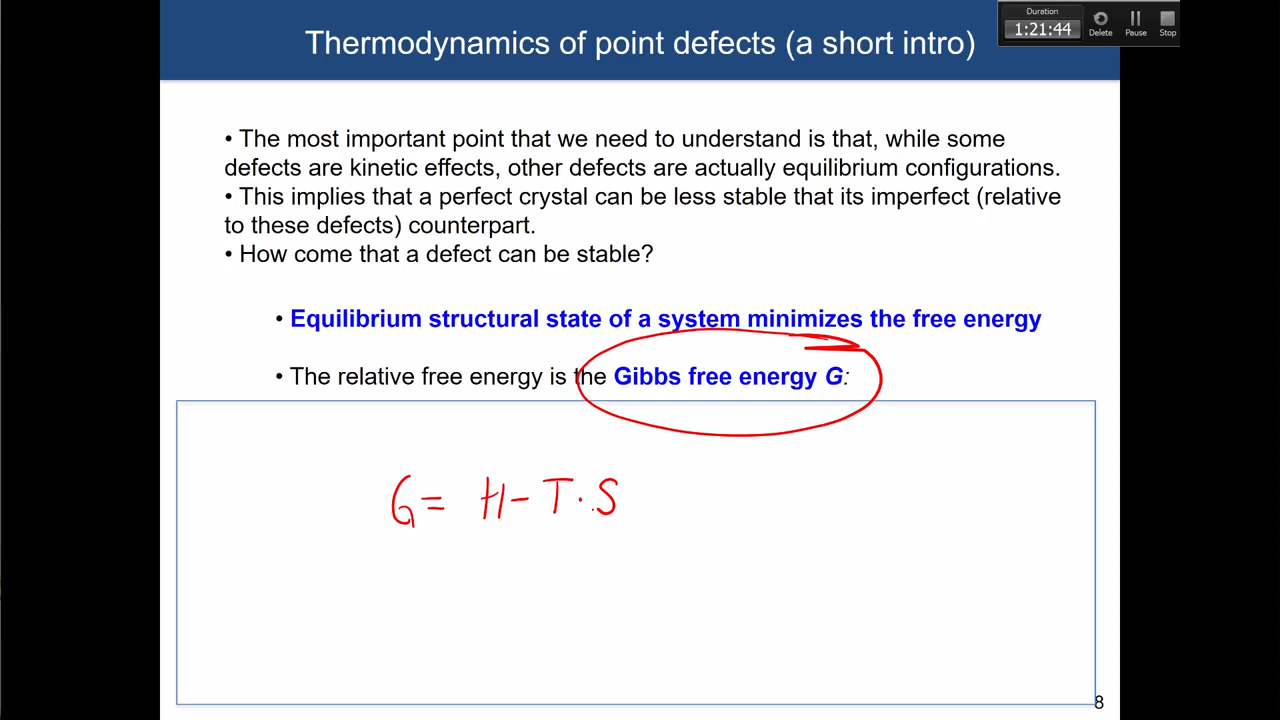 Thermodynamics of point defects (a short intro)
Duration
1:21:44
Delete
Pause
Stop
• The most important point that we need to understand is that, while some
defects are kinetic effects, other defects are actually equilibrium configurations.
• This implies that a perfect crystal can be less stable that its imperfect (relative
to these defects) counterpart.
• How come that a defect can be stable?
• Equilibrium structural state of a system minimizes the free energy
• The relative free energy is the Gibbs free energy G:
G = H - T · S
8